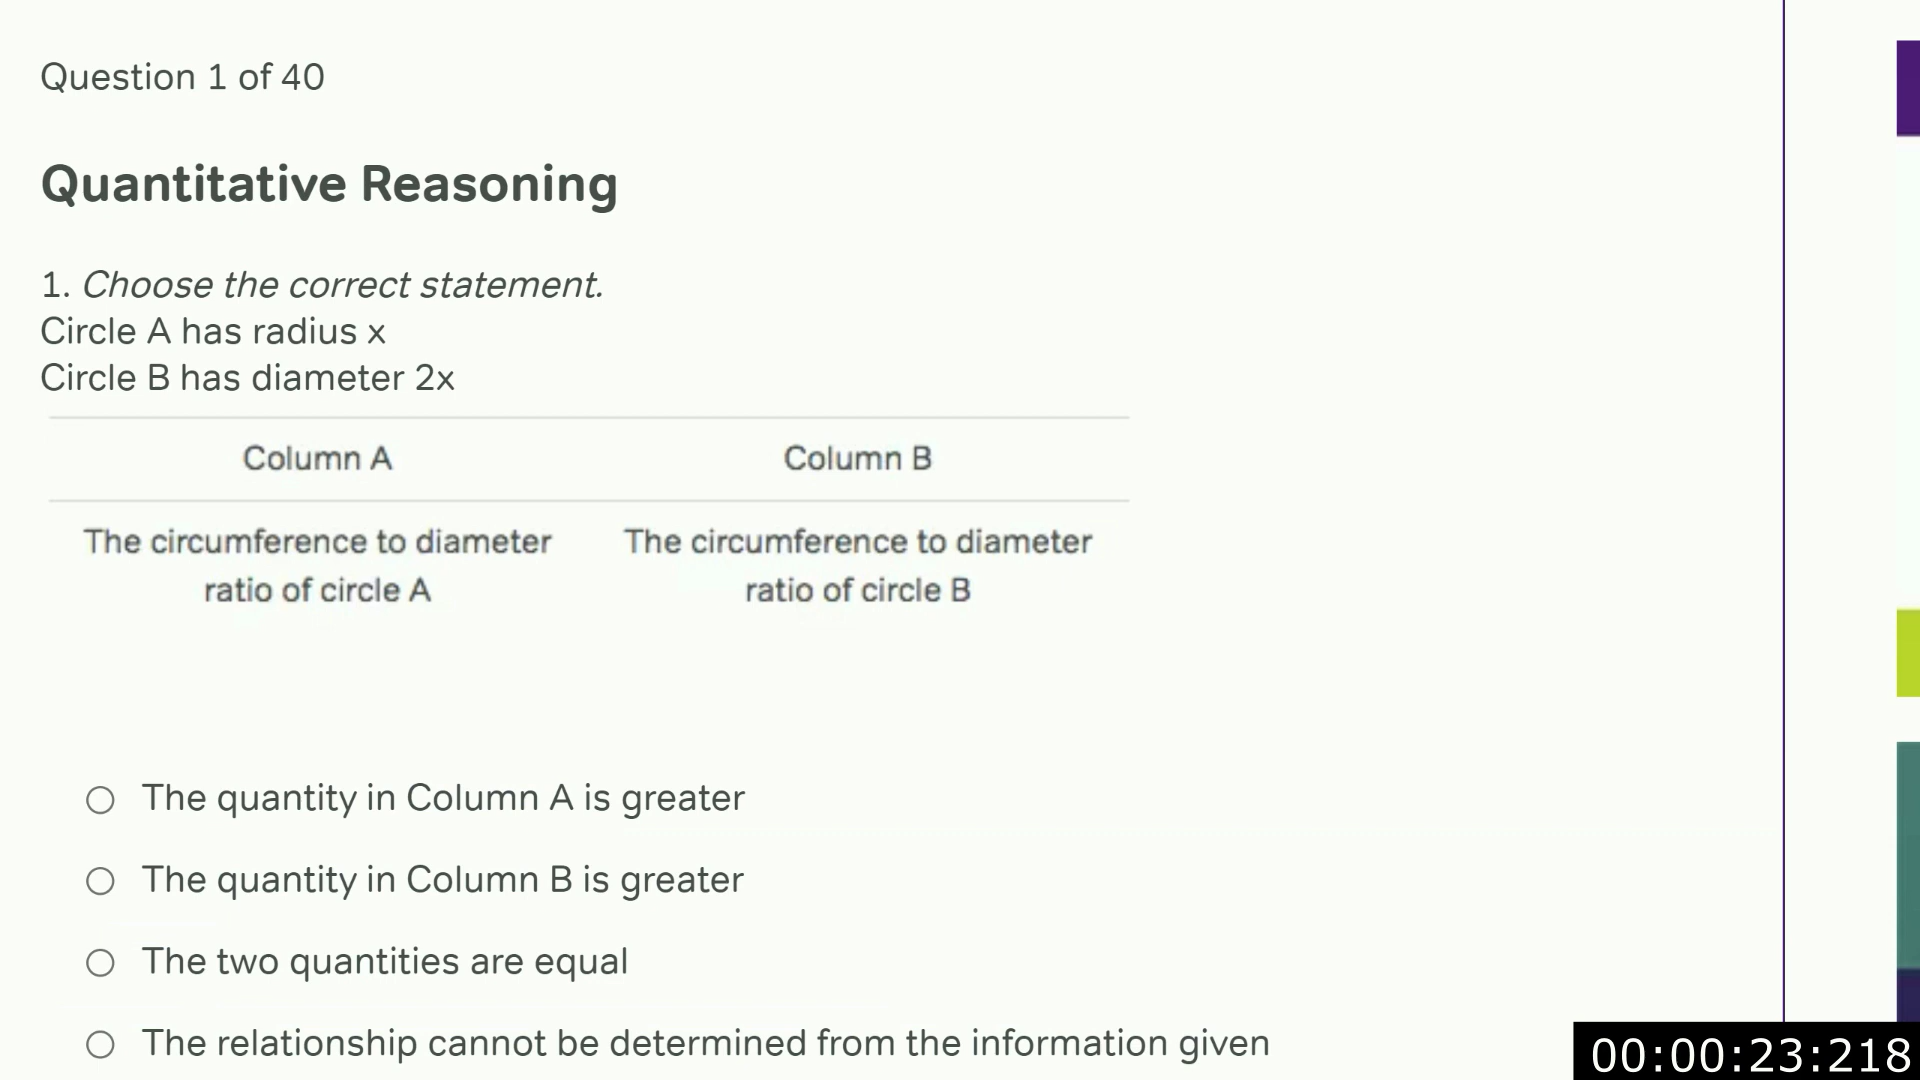 Question 1 of 40
Quantitative Reasoning
1. Choose the correct statement.
Circle A has radius x
Circle B has diameter 2x
Column A Column B
The circumference to diameter ratio of circle A
The circumference to diameter ratio of circle B
The quantity in Column A is greater
The quantity in Column B is greater
The two quantities are equal
The relationship cannot be determined from the information given
00:00:23:218